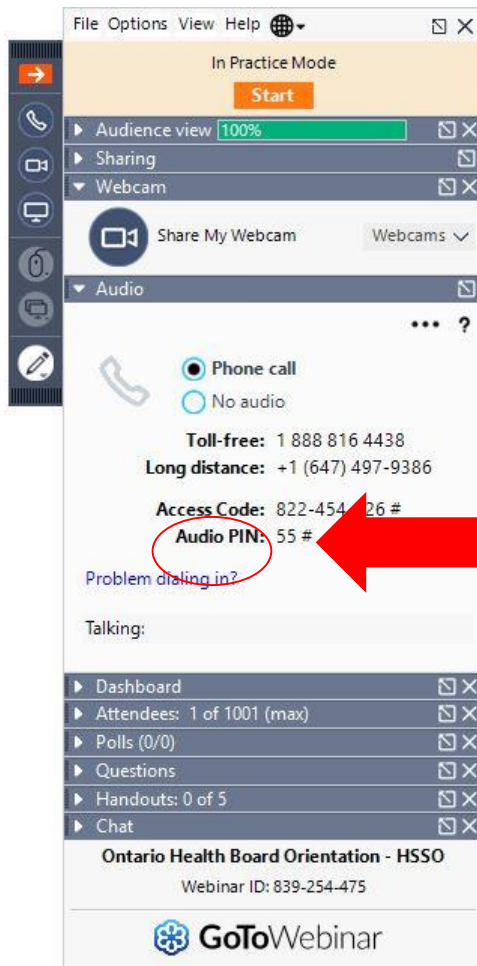 File Options View Help
In Practice Mode
Start
Audience view 100%
Sharing
Webcam
Share My Webcam Webcams
Audio
... ?
Phone call
No audio
Toll-free: 1 888 816 4438
Long distance: +1 (647) 497-9386
Access Code: 822-454- 26 #
Audio PIN: 55 #
Problem dialing in?
Talking:
Dashboard
Attendees: 1 of 1001 (max)
Polls (0/0)
Questions
Handouts: 0 of 5
Chat
Ontario Health Board Orientation - HSSO
Webinar ID: 839-254-475
GoToWebinar